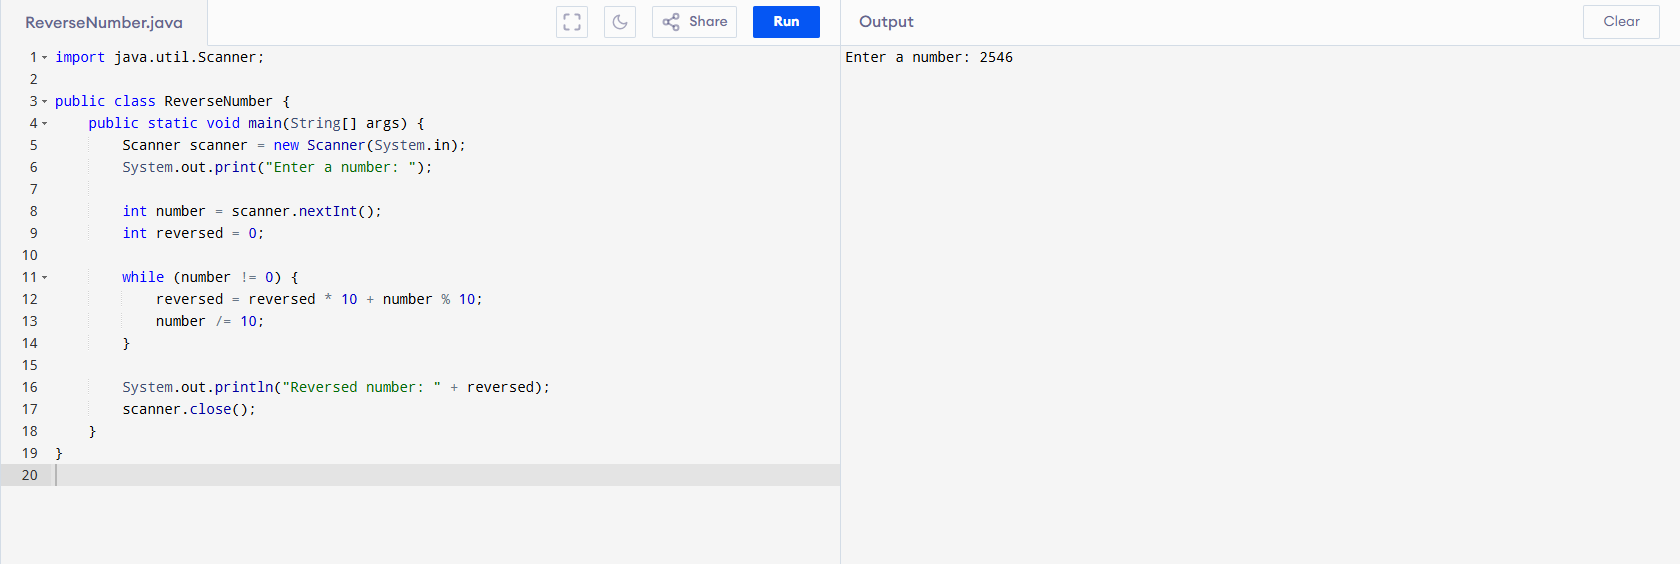 ReverseNumber.java
Share
Run
Output
Clear
1 import java.util.Scanner;
2
3 public class ReverseNumber {
4     public static void main(String[] args) {
5         Scanner scanner = new Scanner(System.in);
6         System.out.print("Enter a number: ");
7
8         int number = scanner.nextInt();
9         int reversed = 0;
10
11         while (number != 0) {
12             reversed = reversed * 10 + number % 10;
13             number /= 10;
14         }
15
16         System.out.println("Reversed number: " + reversed);
17         scanner.close();
18     }
19 }
20
Enter a number: 2546